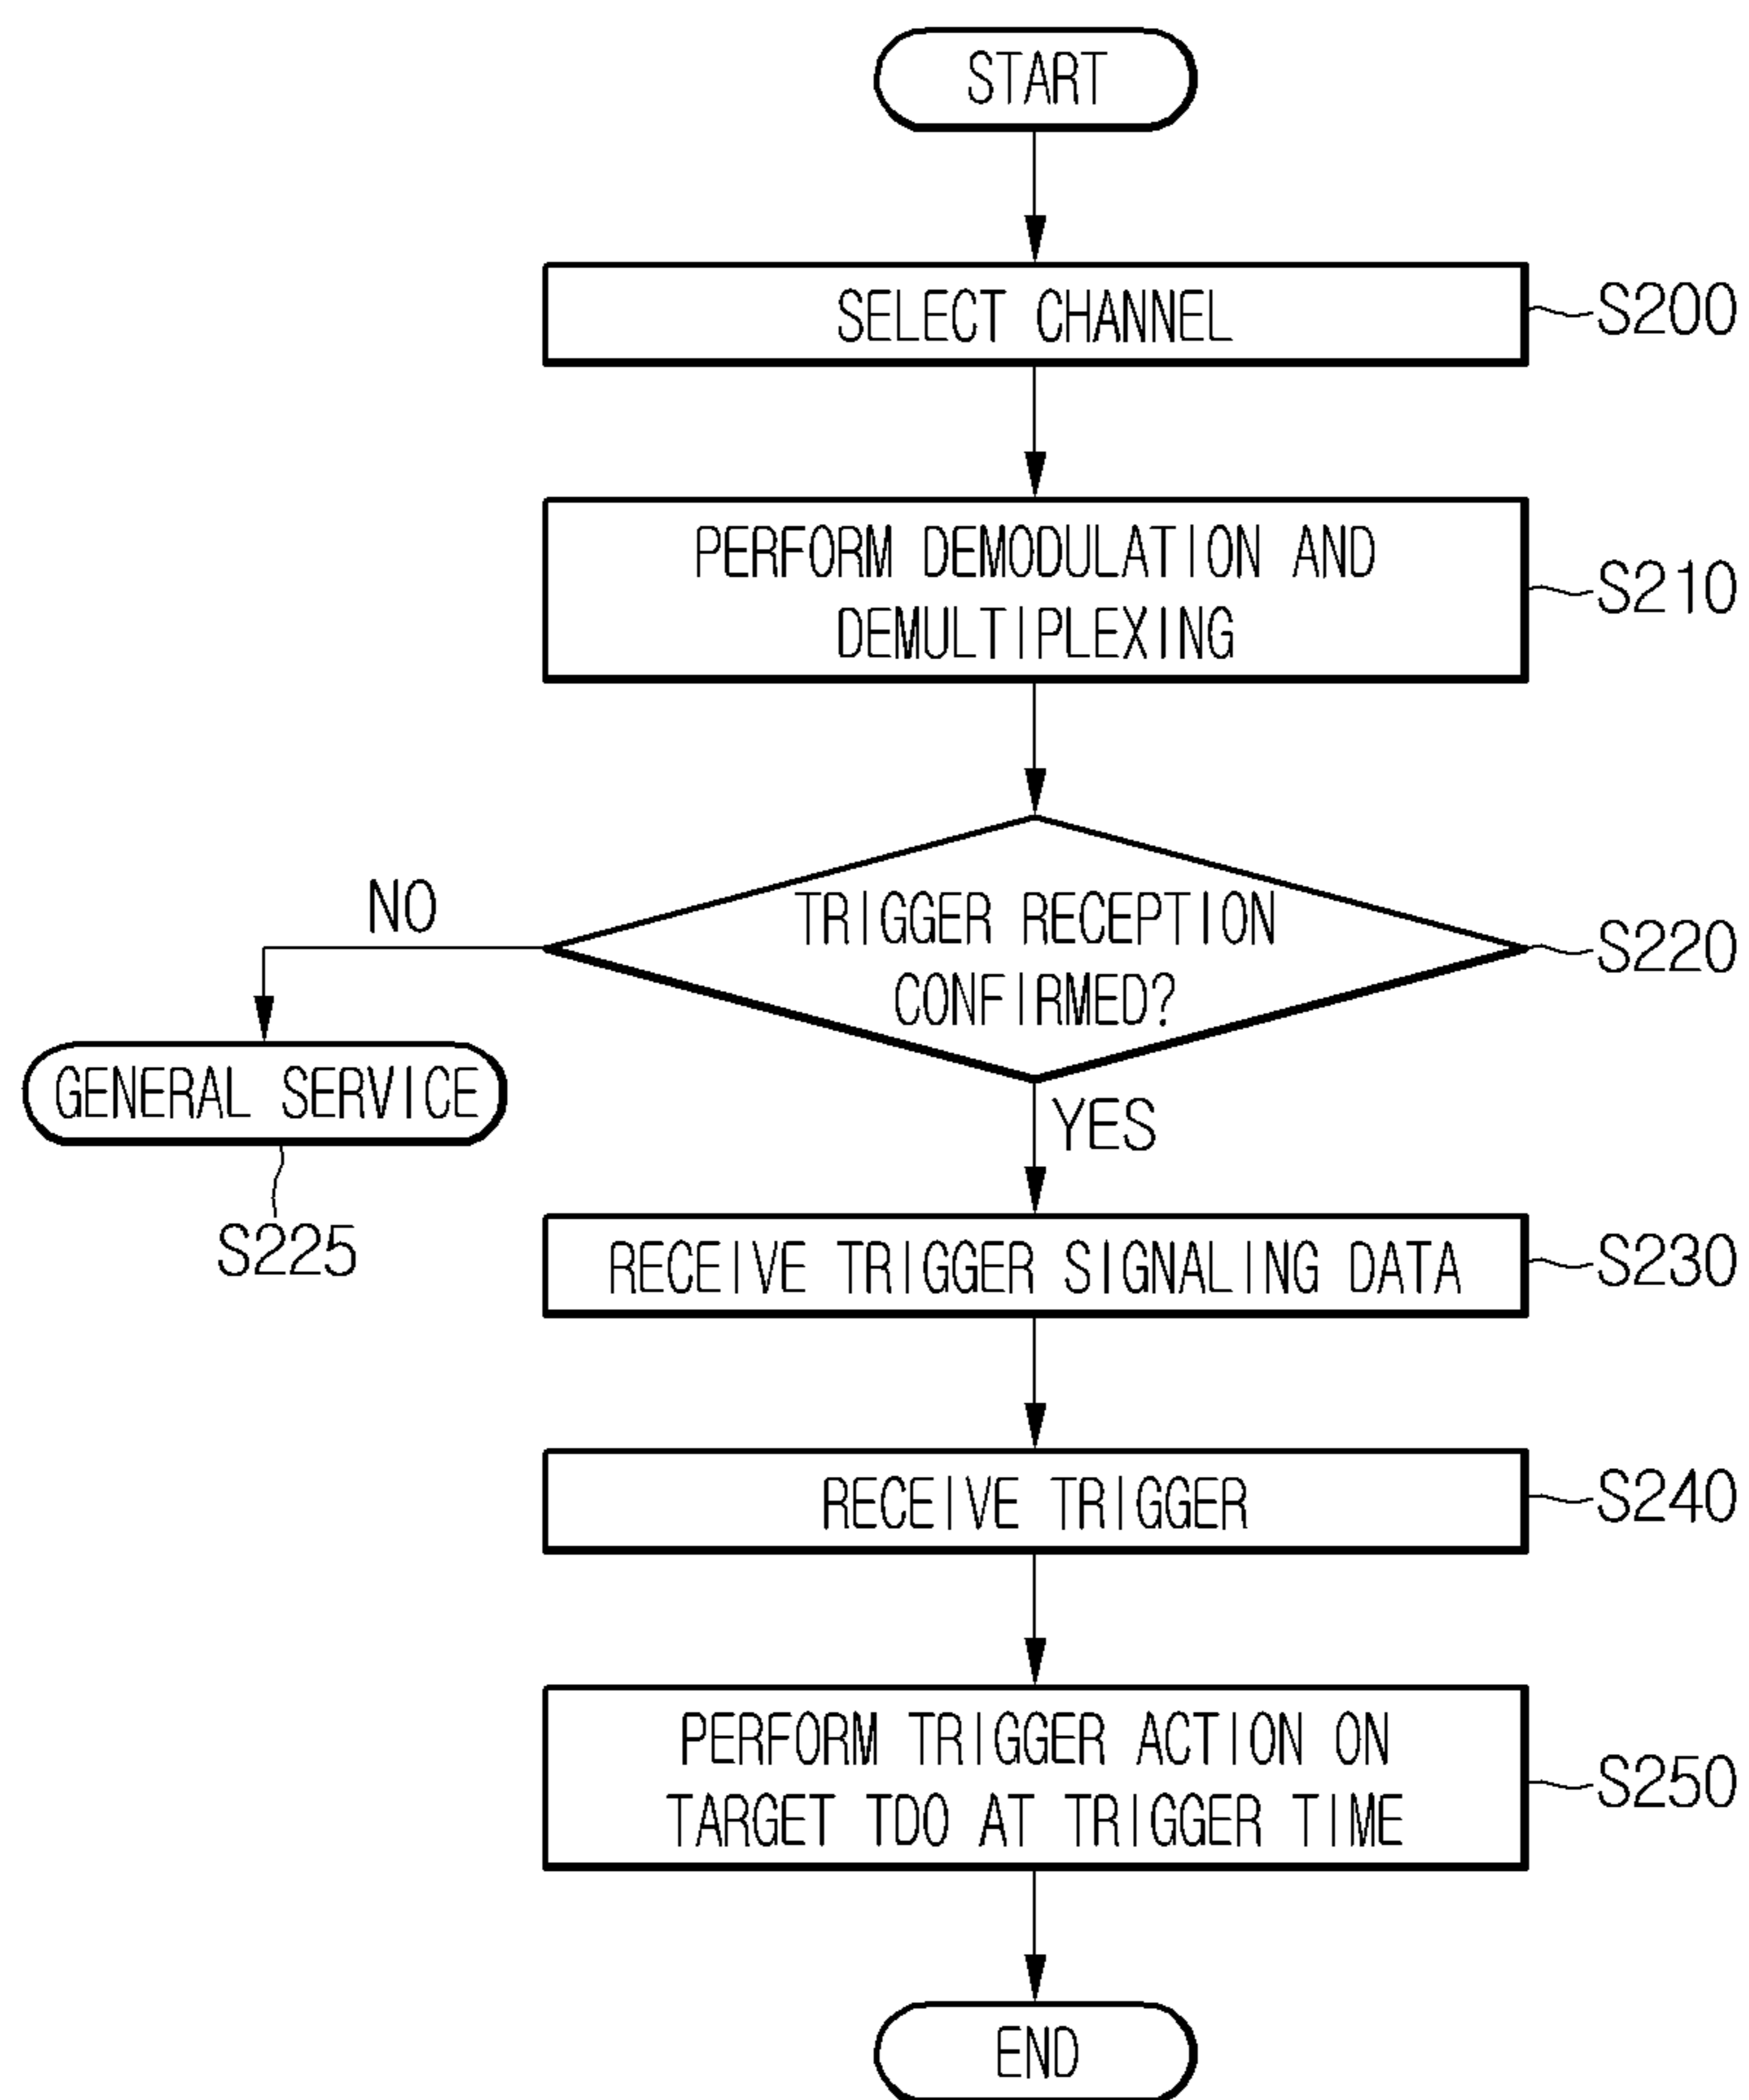 START
SELECT CHANNEL
S200
PERFORM DEMODULATION AND
DEMULTIPLEXING
S210
TRIGGER RECEPTION
CONFIRMED?
S220
NO
GENERAL SERVICE
S225
YES
RECEIVE TRIGGER SIGNALING DATA
S230
RECEIVE TRIGGER
S240
PERFORM TRIGGER ACTION ON
TARGET TDO AT TRIGGER TIME
S250
END